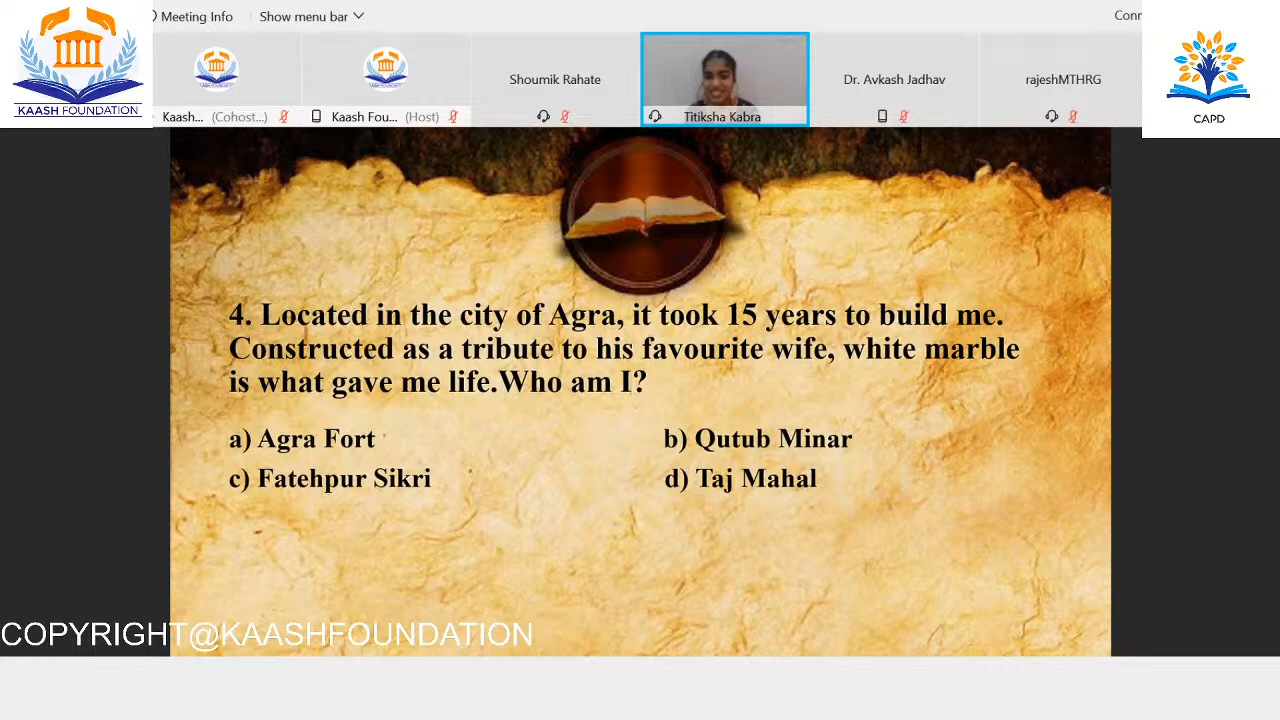 Meeting Info Show menu bar
KAASH FOUNDATION
Kaash... (Cohost...)
Kaash Fou... (Host)
Shoumik Rahate
Titiksha Kabra
Dr. Avkash Jadhav
rajeshMTHRG
CAPD
4. Located in the city of Agra, it took 15 years to build me.
Constructed as a tribute to his favourite wife, white marble
is what gave me life.Who am I?
a) Agra Fort b) Qutub Minar
c) Fatehpur Sikri d) Taj Mahal
COPYRIGHT@KAASHFOUNDATION